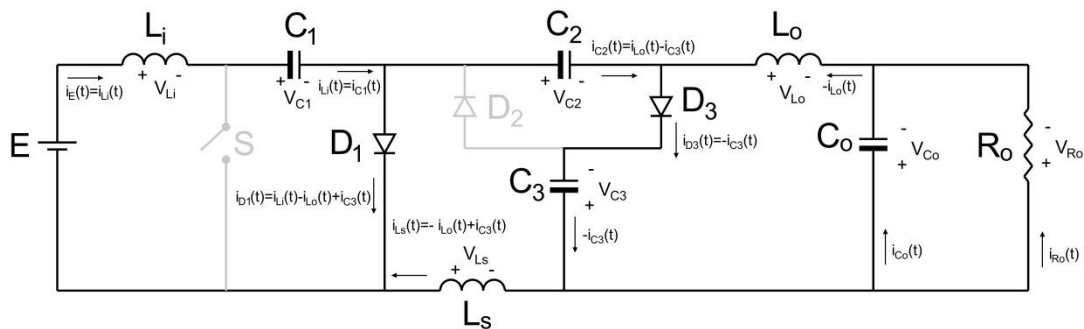 Li
C1
C2
Lo
iE(t)=iLi(t)
+ VLi -
iLi(t)=iC1(t)
+ VC1 -
iC2(t)=iLo(t)-iC3(t)
+ VC2 -
+ VLo -
-iLo(t)
E
S
D1
D2
D3
iD3(t)=-iC3(t)
Co
- VCo +
Ro
- VRo +
iD1(t)=iLi(t)-iLo(t)+iC3(t)
C3
- VC3 +
-iC3(t)
iLs(t)=- iLo(t)+iC3(t)
+ VLs -
Ls
iCo(t)
iRo(t)